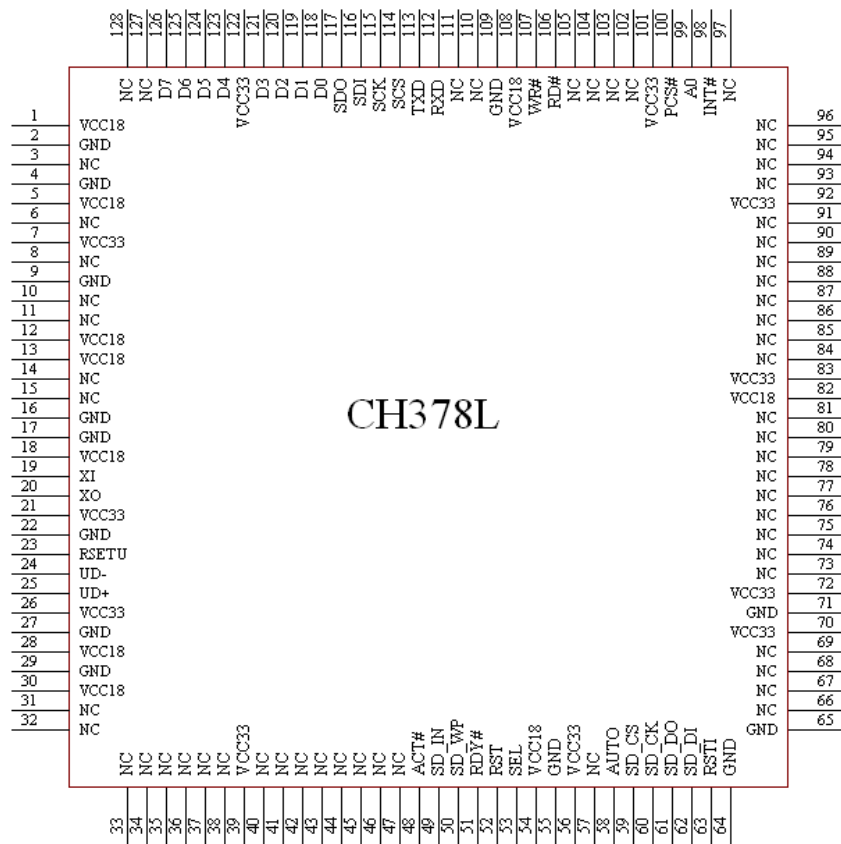 128 127 126 125 124 123 122 121 120 119 118 117 116 115 114 113 112 111 110 109 108 107 106 105 104 103 102 101 100 99 98 97
NC NC D7 D6 D5 D4 VCC33 D3 D2 D1 D0 SDO SDI SCK SCS TXD RXD NC NC GND VCC18 WR# RD# NC NC NC NC VCC33 PCS# A0 INT# NC
1 VCC18
2 GND
3 NC
4 GND
5 VCC18
6 NC
7 VCC33
8 NC
9 GND
10 NC
11 NC
12 VCC18
13 VCC18
14 NC
15 NC
16 GND
17 GND
18 VCC18
19 XI
20 XO
21 VCC33
22 GND
23 RSETU
24 UD-
25 UD+
26 VCC33
27 GND
28 VCC18
29 GND
30 VCC18
31 NC
32 NC
CH378L
NC 96
NC 95
NC 94
NC 93
VCC33 92
NC 91
NC 90
NC 89
NC 88
NC 87
NC 86
NC 85
NC 84
VCC33 83
VCC18 82
NC 81
NC 80
NC 79
NC 78
NC 77
NC 76
NC 75
NC 74
NC 73
VCC33 72
GND 71
VCC33 70
NC 69
NC 68
NC 67
NC 66
GND 65
NC NC NC NC NC NC VCC33 NC NC NC NC NC NC NC NC ACT# SD_IN SD_WP RDY# RST SEL VCC18 GND VCC33 NC AUTO SD_CS SD_CK SD_DO SD_DI RSTI GND
33 34 35 36 37 38 39 40 41 42 43 44 45 46 47 48 49 50 51 52 53 54 55 56 57 58 59 60 61 62 63 64